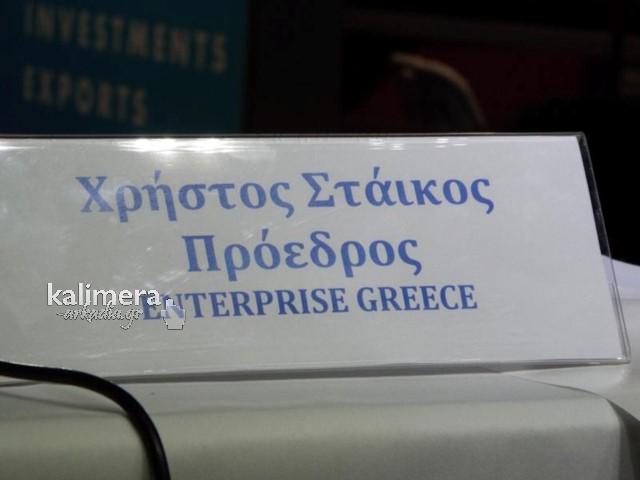 INVESTMENTS
EXPORTS
Χρήστος Στάικος
Πρόεδρος
ENTERPRISE GREECE
kalimera
-arkadia.gr